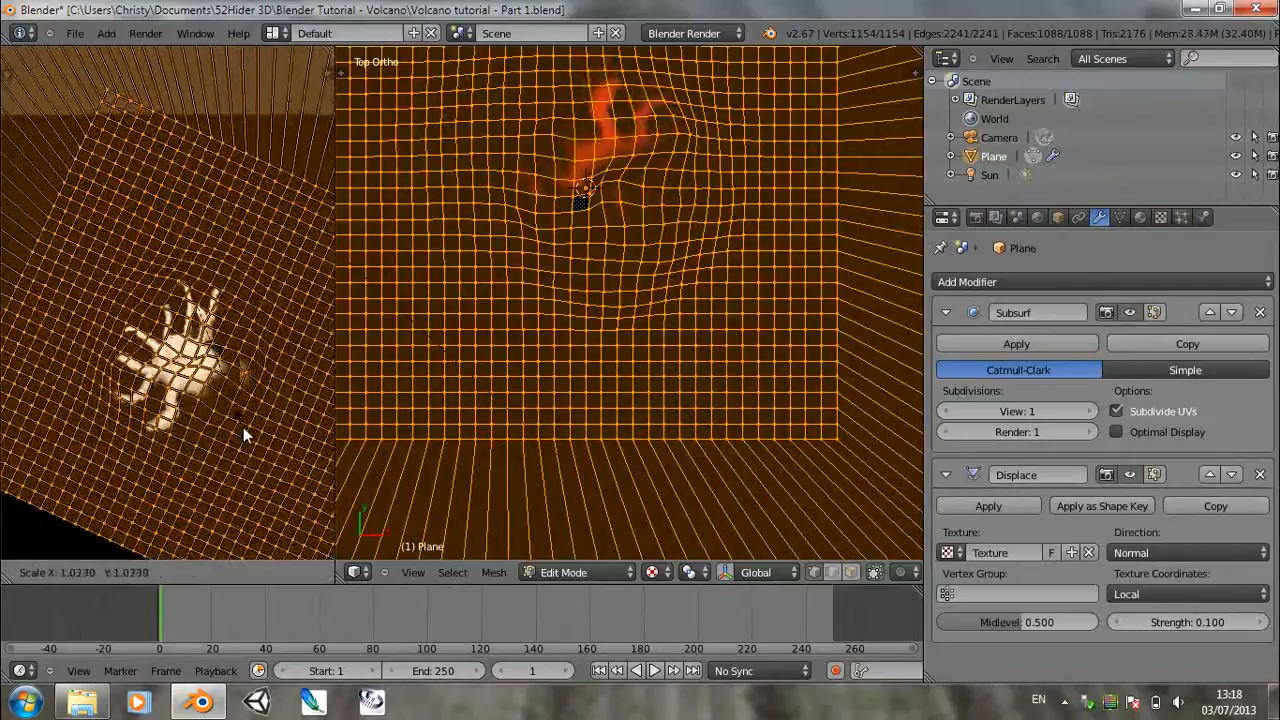 Blender* [C:\Users\Christy\Documents\52Hider 3D\Blender Tutorial - Volcano\Volcano tutorial - Part 1.blend]
File Add Render Window Help
Default
Scene
Blender Render
v2.67 | Verts:1154/1154 | Edges:2241/2241 | Faces:1088/1088 | Tris:2176 | Mem:28.47M (32.40M)
View Search All Scenes
Top Ortho
Scene
RenderLayers
World
Camera
Plane
Sun
Plane
Add Modifier
Subsurf
Apply Copy
Catmull-Clark Simple
Subdivisions: Options:
View: 1 Subdivide UVs
Render: 1 Optimal Display
Displace
Apply Apply as Shape Key Copy
Texture: Direction:
Texture F Normal
Vertex Group: Texture Coordinates:
Local
Midlevel: 0.500 Strength: 0.100
(1) Plane
Scale X: 1.0230 Y: 1.0230
View Select Mesh Edit Mode Global
-40 -20 0 20 40 60 80 100 120 140 160 180 200 220 240 260
View Marker Frame Playback Start: 1 End: 250 1 No Sync
EN 13:18
03/07/2013